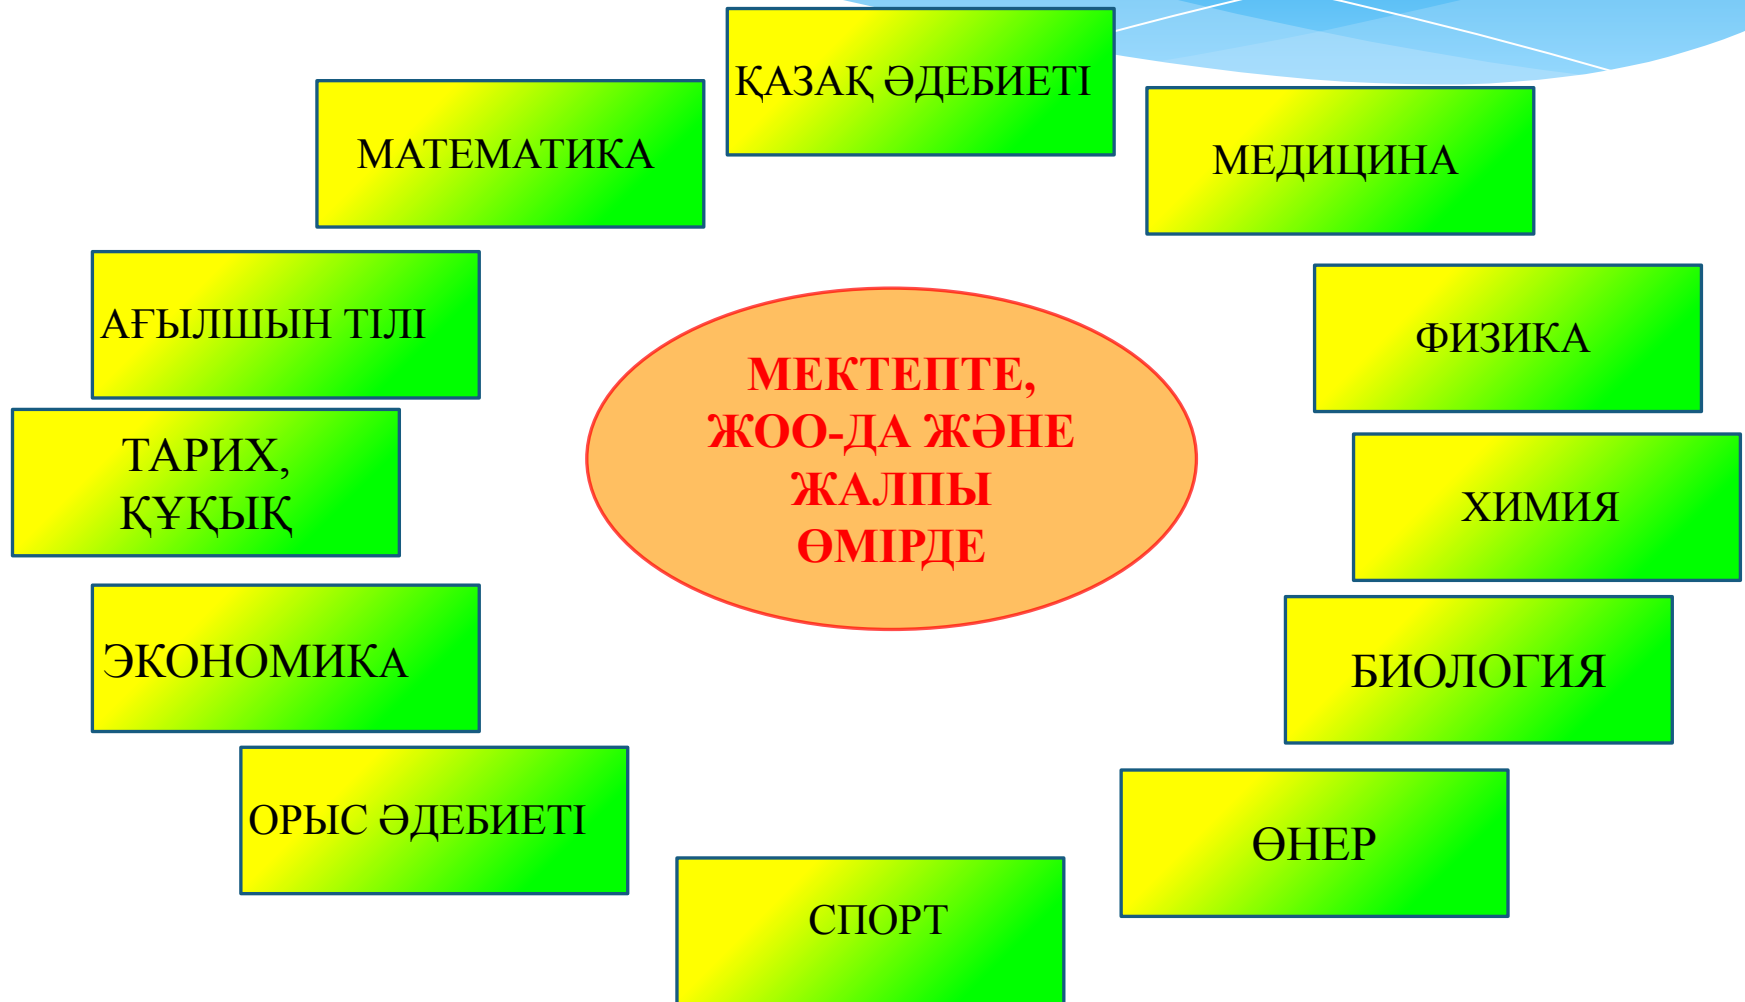 ҚАЗАҚ ӘДЕБИЕТІ
МАТЕМАТИКА
МЕДИЦИНА
АҒЫЛШЫН ТІЛІ
ФИЗИКА
МЕКТЕПТЕ,
ЖОО-ДА ЖӘНЕ
ЖАЛПЫ
ӨМІРДЕ
ТАРИХ,
ҚҰҚЫҚ
ХИМИЯ
ЭКОНОМИКА
БИОЛОГИЯ
ОРЫС ӘДЕБИЕТІ
ӨНЕР
СПОРТ